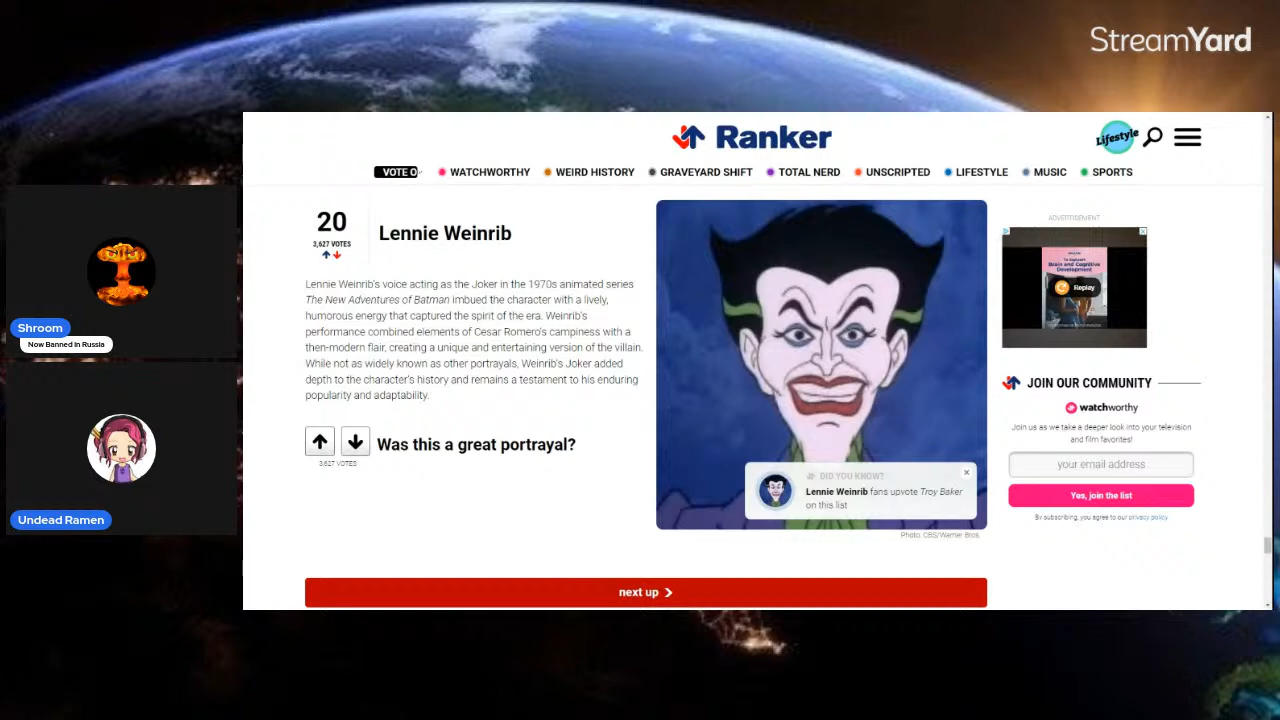 StreamYard
Ranker
Lifestyle
VOTE O
WATCHWORTHY
WEIRD HISTORY
GRAVEYARD SHIFT
TOTAL NERD
UNSCRIPTED
LIFESTYLE
MUSIC
SPORTS
20
3,627 VOTES
Lennie Weinrib
Lennie Weinrib's voice acting as the Joker in the 1970s animated series
The New Adventures of Batman imbued the character with a lively,
humorous energy that captured the spirit of the era. Weinrib's
performance combined elements of Cesar Romero's campiness with a
then-modern flair, creating a unique and entertaining version of the villain.
While not as widely known as other portrayals, Weinrib's Joker added
depth to the character's history and remains a testament to his enduring
popularity and adaptability.
Was this a great portrayal?
3,627 VOTES
DID YOU KNOW?
Lennie Weinrib fans upvote Troy Baker
on this list
Photo: CBS/Warner Bros.
next up
ADVERTISEMENT
Brain and Cognitive
Development
Replay
JOIN OUR COMMUNITY
watchworthy
Join us as we take a deeper look into your television
and film favorites!
your email address
Yes, join the list
By subscribing, you agree to our privacy policy
Shroom
Now Banned in Russia
Undead Ramen